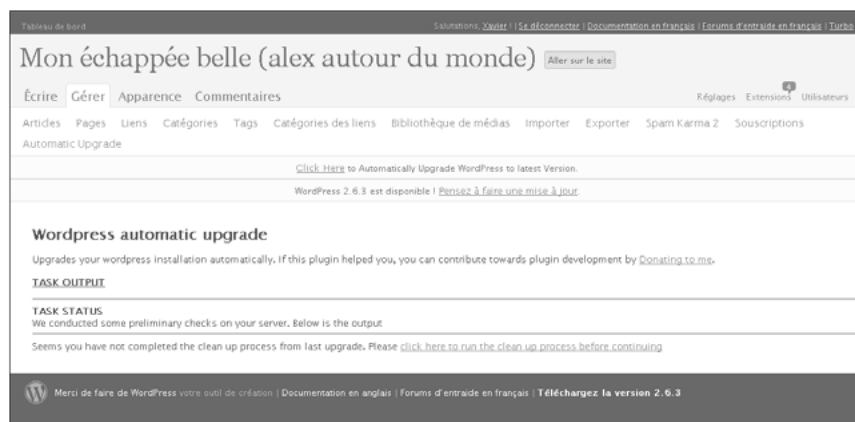 Tableau de bord
Salutations, Xavier ! | Se déconnecter | Documentation en français | Forums d'entraide en français | Turbo
Mon échappée belle (alex autour du monde) Aller sur le site
Écrire Gérer Apparence Commentaires
Réglages Extensions 4 Utilisateurs
Articles Pages Liens Catégories Tags Catégories des liens Bibliothèque de médias Importer Exporter Spam Karma 2 Souscriptions
Automatic Upgrade
Click Here to Automatically Upgrade WordPress to latest Version.
WordPress 2.6.3 est disponible ! Pensez à faire une mise à jour.
Wordpress automatic upgrade
Upgrades your wordpress installation automatically. If this plugin helped you, you can contribute towards plugin development by Donating to me.
TASK OUTPUT
TASK STATUS
We conducted some preliminary checks on your server. Below is the output
Seems you have not completed the clean up process from last upgrade. Please click here to run the clean up process before continuing
Merci de faire de WordPress votre outil de création | Documentation en anglais | Forums d'entraide en français | Téléchargez la version 2.6.3